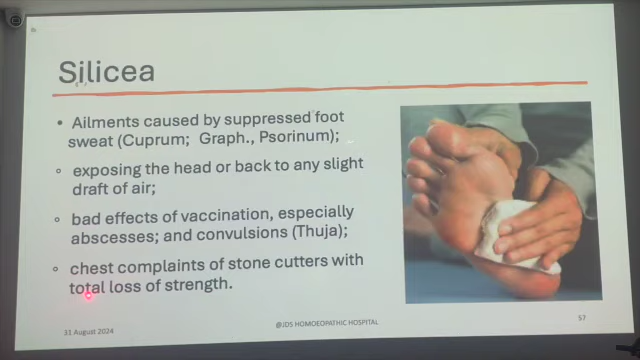 Silicea
• Ailments caused by suppressed foot
sweat (Cuprum; Graph., Psorinum);
◦ exposing the head or back to any slight
draft of air;
◦ bad effects of vaccination, especially
abscesses; and convulsions (Thuja);
◦ chest complaints of stone cutters with
total loss of strength.
31 August 2024
@JDS HOMOEOPATHIC HOSPITAL
57